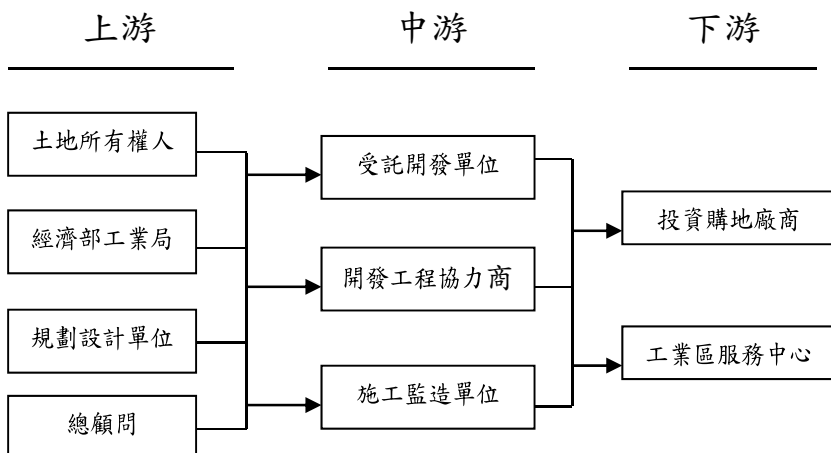 上游
中游
下游
土地所有權人
經濟部工業局
規劃設計單位
總顧問
受託開發單位
開發工程協力商
施工監造單位
投資購地廠商
工業區服務中心